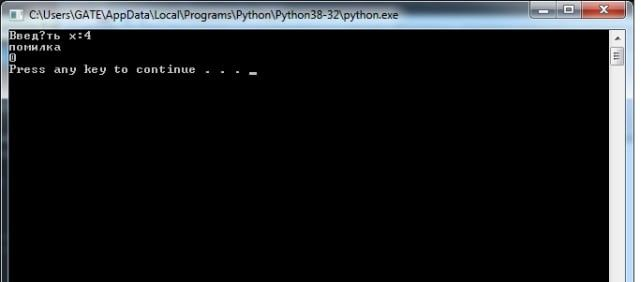 C:\Users\GATE\AppData\Local\Programs\Python\Python38-32\python.exe
Введ?ть x:4
помилка
0
Press any key to continue . . . _